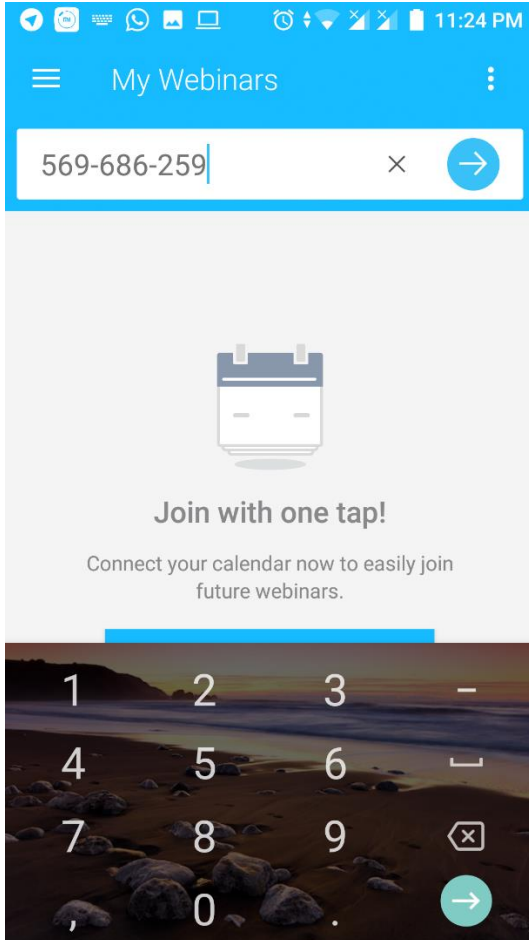 11:24 PM
My Webinars
569-686-259
Join with one tap!
Connect your calendar now to easily join
future webinars.
1 2 3 -
4 5 6
7 8 9
, 0 .